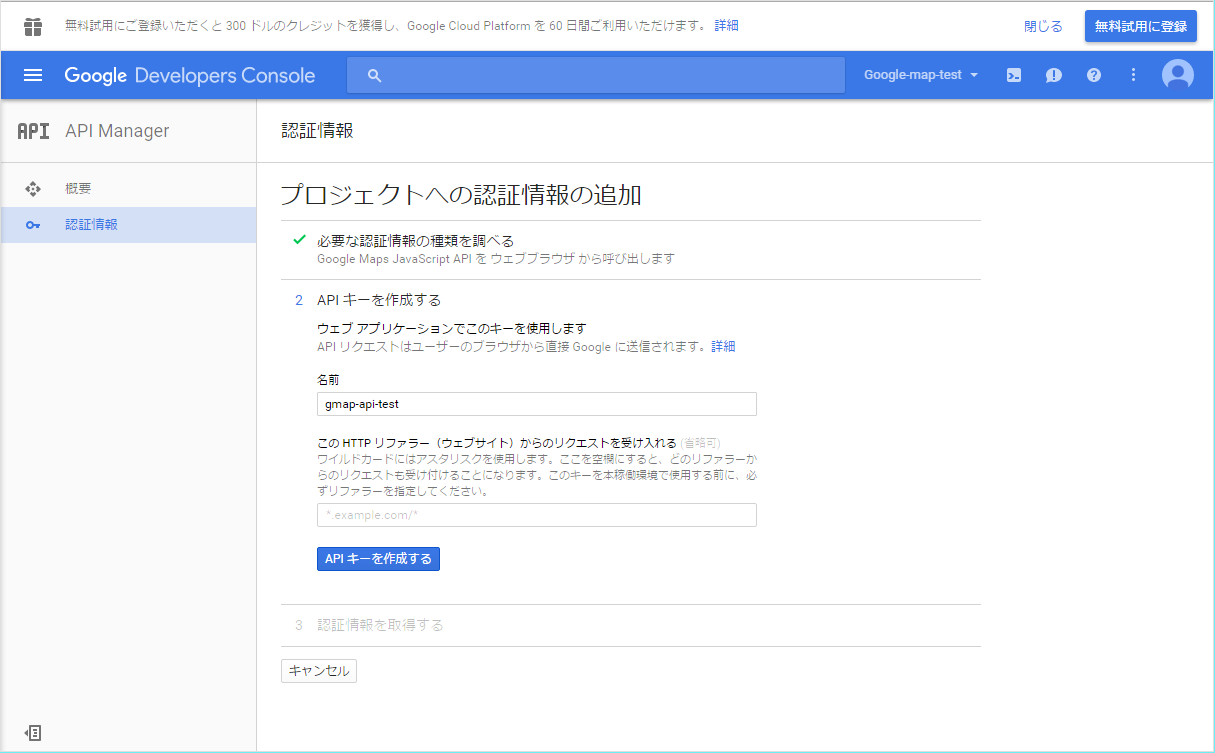 無料試用にご登録いただくと 300 ドルのクレジットを獲得し、Google Cloud Platform を 60 日間ご利用いただけます。 詳細
閉じる
無料試用に登録
Google Developers Console
Google-map-test
API API Manager
認証情報
概要
認証情報
プロジェクトへの認証情報の追加
必要な認証情報の種類を調べる
Google Maps JavaScript API を ウェブブラウザ から呼び出します
2 API キーを作成する
ウェブ アプリケーションでこのキーを使用します
API リクエストはユーザーのブラウザから直接 Google に送信されます。詳細
名前
gmap-api-test
この HTTP リファラー（ウェブサイト）からのリクエストを受け入れる (省略可)
ワイルドカードにはアスタリスクを使用します。ここを空欄にすると、どのリファラーか
らのリクエストも受け付けることになります。このキーを本稼働環境で使用する前に、必
ずリファラーを指定してください。
*.example.com/*
API キーを作成する
3 認証情報を取得する
キャンセル